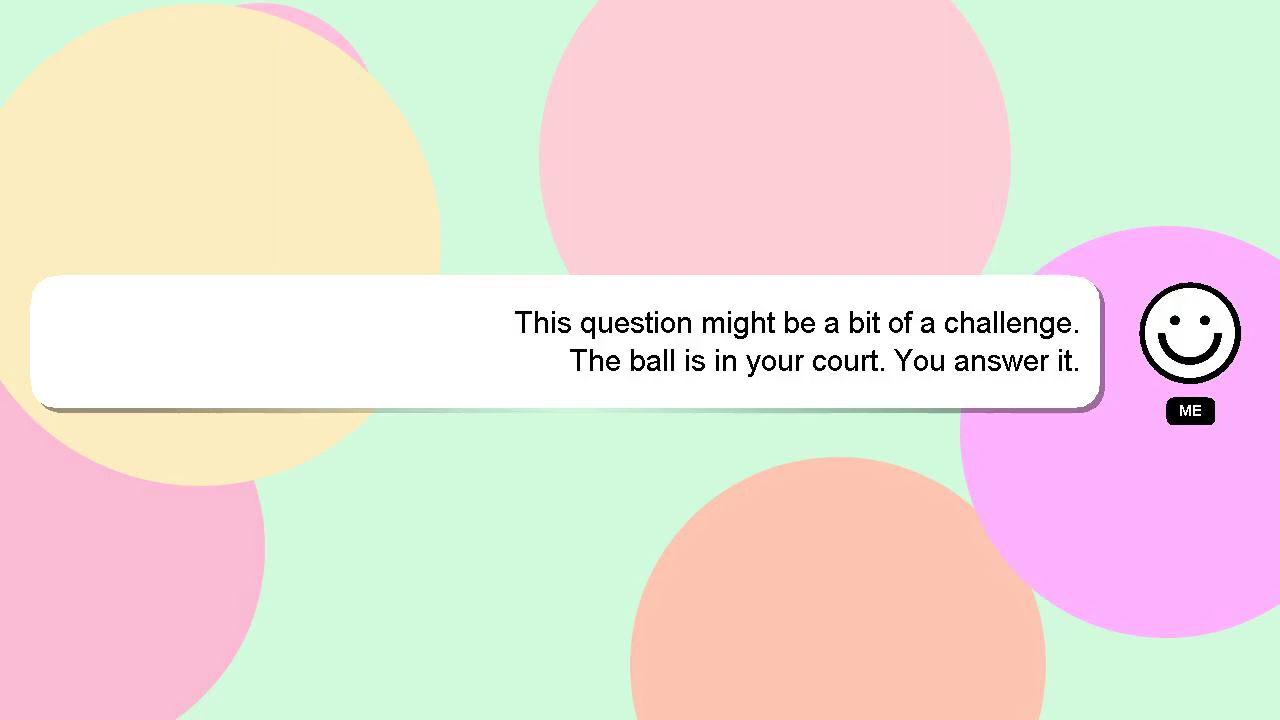 This question might be a bit of a challenge.
The ball is in your court. You answer it.
ME